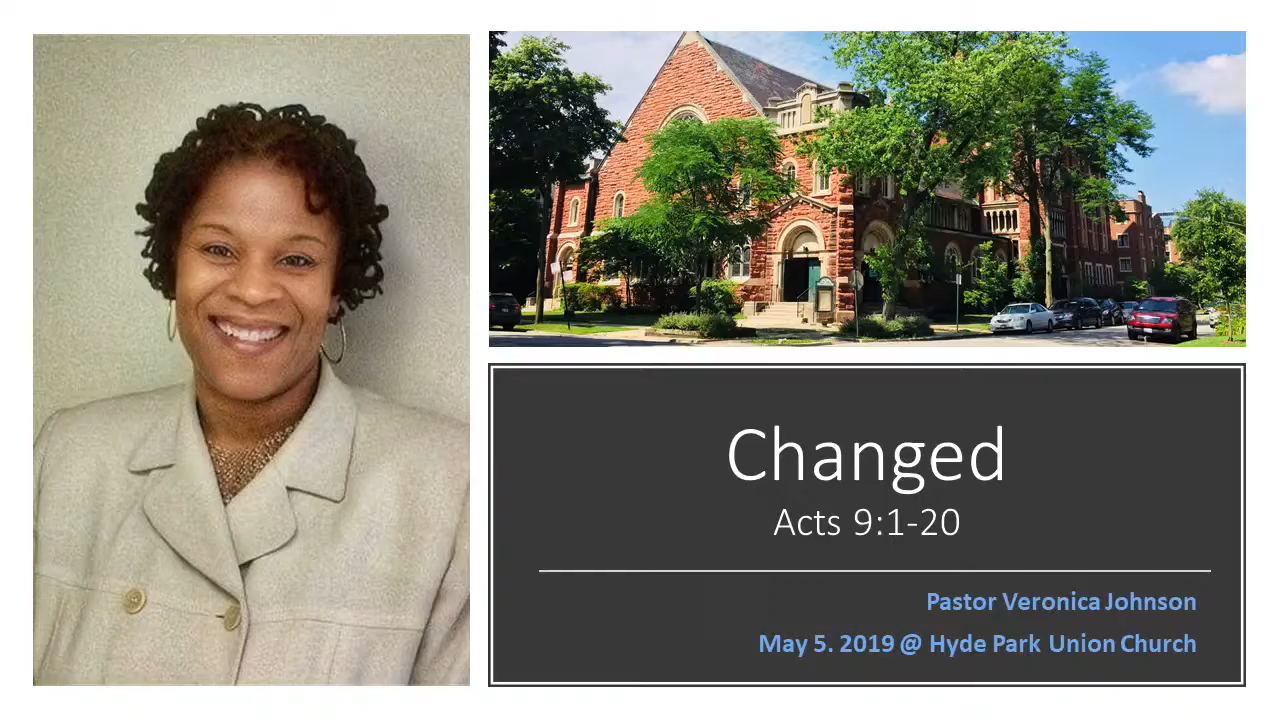 Changed
Acts 9:1-20
Pastor Veronica Johnson
May 5. 2019 @ Hyde Park Union Church